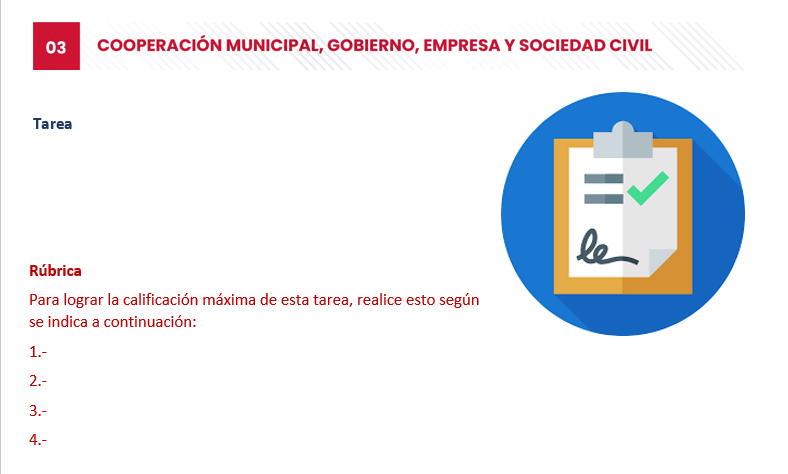 03
COOPERACIÓN MUNICIPAL, GOBIERNO, EMPRESA Y SOCIEDAD CIVIL
Tarea
Rúbrica
Para lograr la calificación máxima de esta tarea, realice esto según
se indica a continuación:
1.-
2.-
3.-
4.-